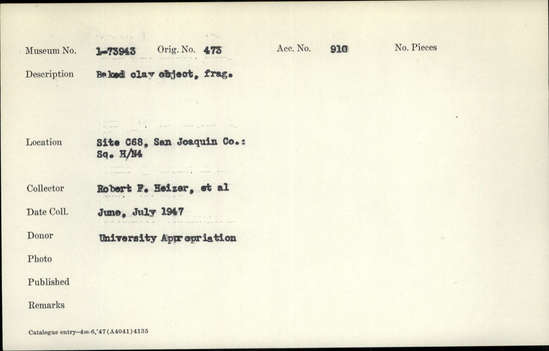 Museum No. 1-73943 Orig. No. 473 Acc. No. 910 No. Pieces
Description Baked clay object, frag.
Location Site C68, San Joaquin Co.:
Sq. H/N4
Collector Robert F. Heizer, et al
Date Coll. June, July 1947
Donor University Appropriation
Photo
Published
Remarks
Catalogue entry—4m-6,'47(A4041)4135